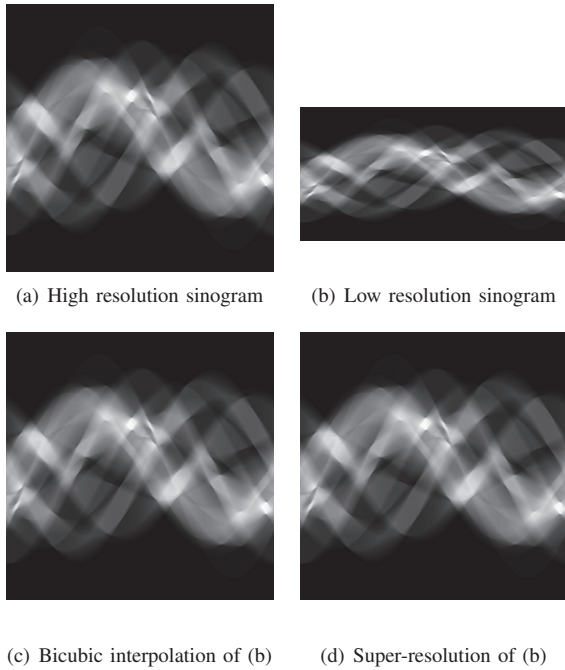 (a) High resolution sinogram
(b) Low resolution sinogram
(c) Bicubic interpolation of (b)
(d) Super-resolution of (b)